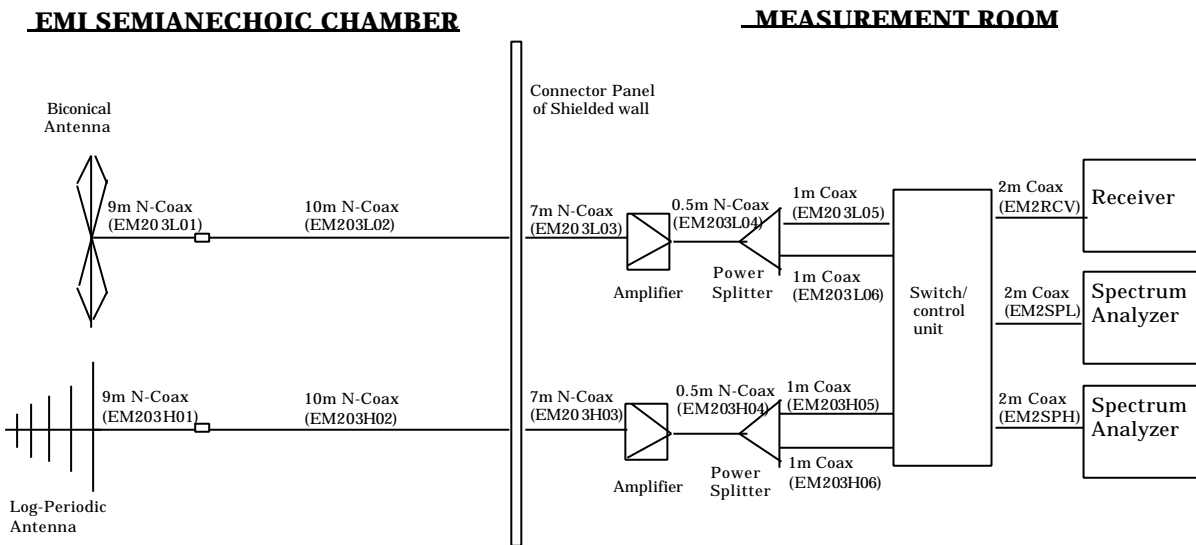 EMI SEMIANECHOIC CHAMBER
MEASUREMENT ROOM
Connector Panel
of Shielded wall
Biconical
Antenna
9m N-Coax
(EM203L01)
10m N-Coax
(EM203L02)
7m N-Coax
(EM203L03)
0.5m N-Coax
(EM203L04)
1m Coax
(EM203L05)
2m Coax
(EM2RCV)
Receiver
Amplifier
Power
Splitter
1m Coax
(EM203L06)
Switch/
control
unit
2m Coax
(EM2SPL)
Spectrum
Analyzer
9m N-Coax
(EM203H01)
10m N-Coax
(EM203H02)
7m N-Coax
(EM203H03)
0.5m N-Coax
(EM203H04)
1m Coax
(EM203H05)
2m Coax
(EM2SPH)
Spectrum
Analyzer
Amplifier
Power
Splitter
1m Coax
(EM203H06)
Log-Periodic
Antenna